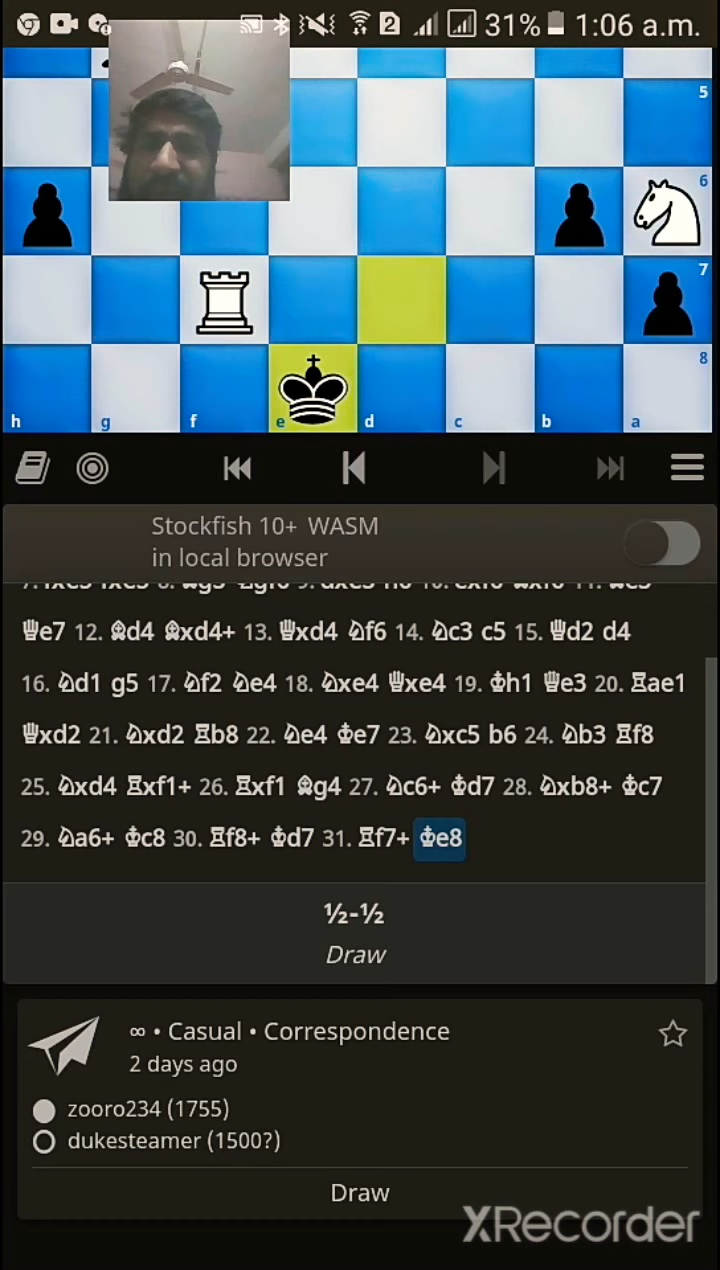 2 31% 1:06 a.m.
5
6
7
8
h g f e d c b a
Stockfish 10+ WASM
in local browser
♕e7 12. ♗d4 ♗xd4+ 13. ♕xd4 ♘f6 14. ♘c3 c5 15. ♕d2 d4
16. ♘d1 g5 17. ♘f2 ♘e4 18. ♘xe4 ♕xe4 19. ♔h1 ♕e3 20. ♖ae1
♕xd2 21. ♘xd2 ♖b8 22. ♘e4 ♔e7 23. ♘xc5 b6 24. ♘b3 ♖f8
25. ♘xd4 ♖xf1+ 26. ♖xf1 ♗g4 27. ♘c6+ ♔d7 28. ♘xb8+ ♔c7
29. ♘a6+ ♔c8 30. ♖f8+ ♔d7 31. ♖f7+ ♔e8
½-½
Draw
∞ • Casual • Correspondence
2 days ago
zooro234 (1755)
dukesteamer (1500?)
Draw
XRecorder